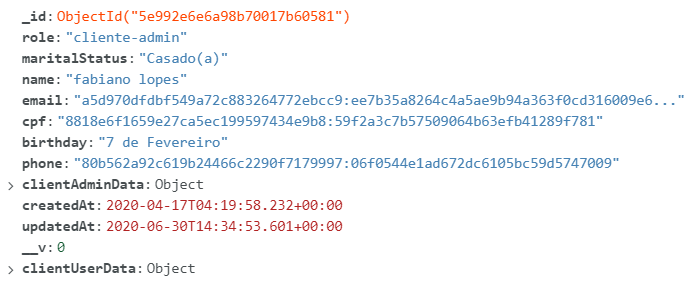 _id: ObjectId("5e992e6e6a98b70017b60581")
role: "cliente-admin"
maritalStatus: "Casado(a)"
name: "fabiano lopes"
email: "a5d970dfdbf549a72c883264772ebcc9:ee7b35a8264c4a5ae9b94a363f0cd316009e6..."
cpf: "8818e6f1659e27ca5ec199597434e9b8:59f2a3c7b57509064b63efb41289f781"
birthday: "7 de Fevereiro"
phone: "80b562a92c619b24466c2290f7179997:06f0544e1ad672dc6105bc59d5747009"
> clientAdminData: Object
createdAt: 2020-04-17T04:19:58.232+00:00
updatedAt: 2020-06-30T14:34:53.601+00:00
__v: 0
> clientUserData: Object